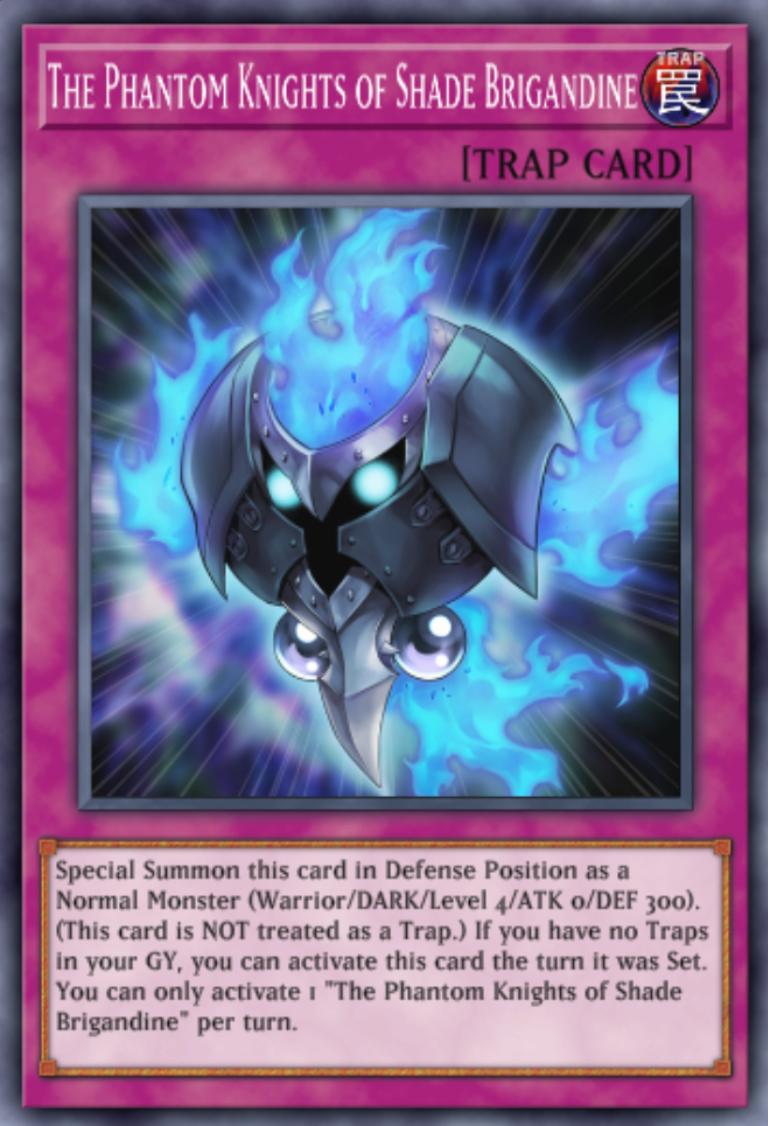 The Phantom Knights of Shade Brigandine
TRAP
罠
[TRAP CARD]
Special Summon this card in Defense Position as a
Normal Monster (Warrior/DARK/Level 4/ATK 0/DEF 300).
(This card is NOT treated as a Trap.) If you have no Traps
in your GY, you can activate this card the turn it was Set.
You can only activate 1 "The Phantom Knights of Shade
Brigandine" per turn.